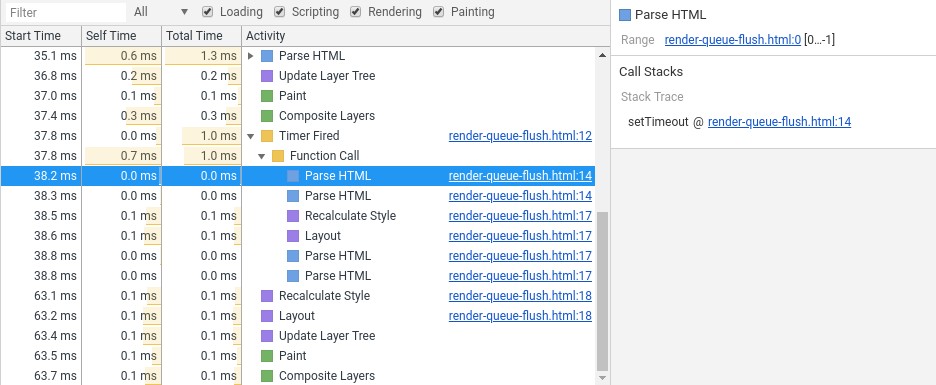 Filter All Loading Scripting Rendering Painting
Start Time Self Time Total Time Activity
35.1 ms 0.6 ms 1.3 ms Parse HTML
36.8 ms 0.2 ms 0.2 ms Update Layer Tree
37.0 ms 0.1 ms 0.1 ms Paint
37.4 ms 0.3 ms 0.3 ms Composite Layers
37.8 ms 0.0 ms 1.0 ms Timer Fired render-queue-flush.html:12
37.8 ms 0.7 ms 1.0 ms Function Call
38.2 ms 0.0 ms 0.0 ms Parse HTML render-queue-flush.html:14
38.3 ms 0.0 ms 0.0 ms Parse HTML render-queue-flush.html:14
38.5 ms 0.1 ms 0.1 ms Recalculate Style render-queue-flush.html:17
38.6 ms 0.1 ms 0.1 ms Layout render-queue-flush.html:17
38.8 ms 0.0 ms 0.0 ms Parse HTML render-queue-flush.html:17
38.8 ms 0.0 ms 0.0 ms Parse HTML render-queue-flush.html:17
63.1 ms 0.1 ms 0.1 ms Recalculate Style render-queue-flush.html:18
63.2 ms 0.1 ms 0.1 ms Layout render-queue-flush.html:18
63.4 ms 0.1 ms 0.1 ms Update Layer Tree
63.5 ms 0.1 ms 0.1 ms Paint
63.7 ms 0.1 ms 0.1 ms Composite Layers
Parse HTML
Range render-queue-flush.html:0 [0…-1]
Call Stacks
Stack Trace
setTimeout @ render-queue-flush.html:14